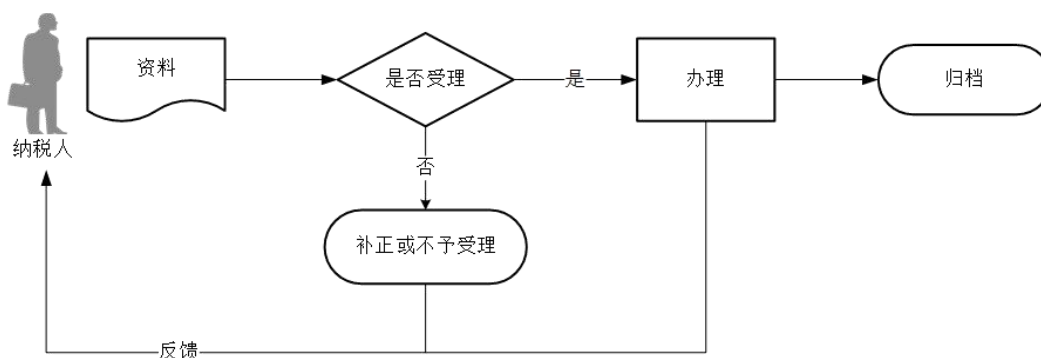 资料
是否受理
是
办理
归档
纳税人
否
补正或不予受理
反馈